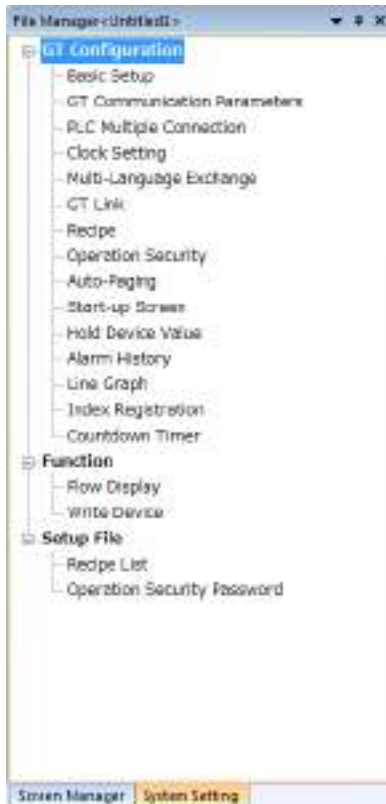 File Manager<Untitled1>
GT Configuration
Basic Setup
GT Communication Parameters
PLC Multiple Connection
Clock Setting
Multi-Language Exchange
GT Link
Recipe
Operation Security
Auto-Paging
Start-up Screen
Hold Device Value
Alarm History
Line Graph
Index Registration
Countdown Timer
Function
Flow Display
Write Device
Setup File
Recipe List
Operation Security Password
Screen Manager System Setting